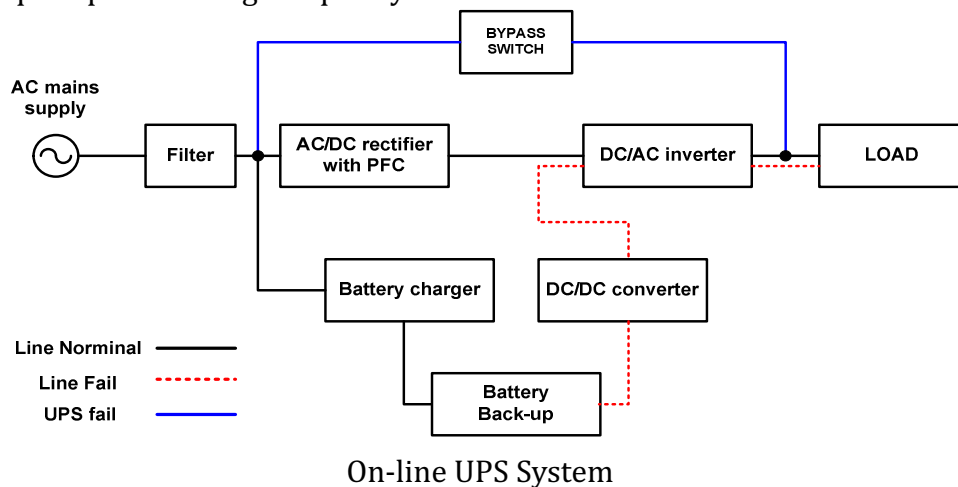 BYPASS
SWITCH
AC mains
supply
Filter
AC/DC rectifier
with PFC
DC/AC inverter
LOAD
Battery charger
DC/DC converter
Line Norminal
Line Fail
UPS fail
Battery
Back-up
On-line UPS System